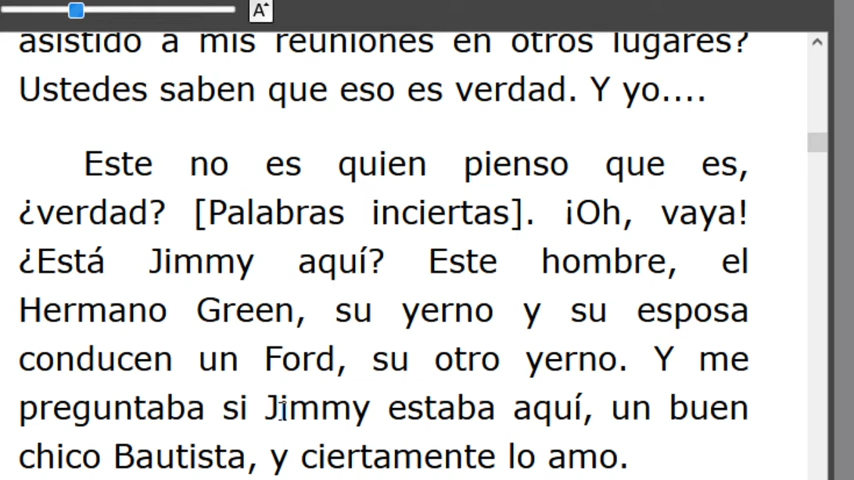 A
asistido a mis reuniones en otros lugares?
Ustedes saben que eso es verdad. Y yo....
Este no es quien pienso que es,
¿verdad? [Palabras inciertas]. ¡Oh, vaya!
¿Está Jimmy aquí? Este hombre, el
Hermano Green, su yerno y su esposa
conducen un Ford, su otro yerno. Y me
preguntaba si Jimmy estaba aquí, un buen
chico Bautista, y ciertamente lo amo.